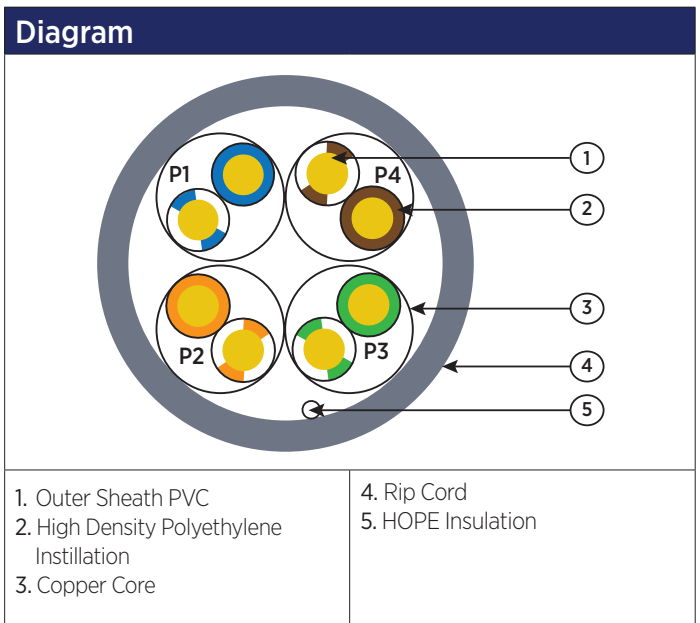 Diagram
P1
P4
1
2
P2
P3
3
4
5
1. Outer Sheath PVC
2. High Density Polyethylene
Instillation
3. Copper Core
4. Rip Cord
5. HOPE Insulation